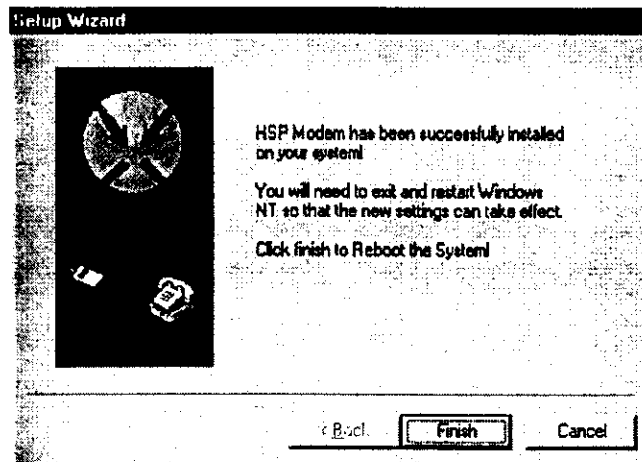 Setup Wizard
HSP Modem has been successfully installed
on your system!
You will need to exit and restart Windows
NT so that the new settings can take effect.
Click finish to Reboot the System!
< Back
Finish
Cancel